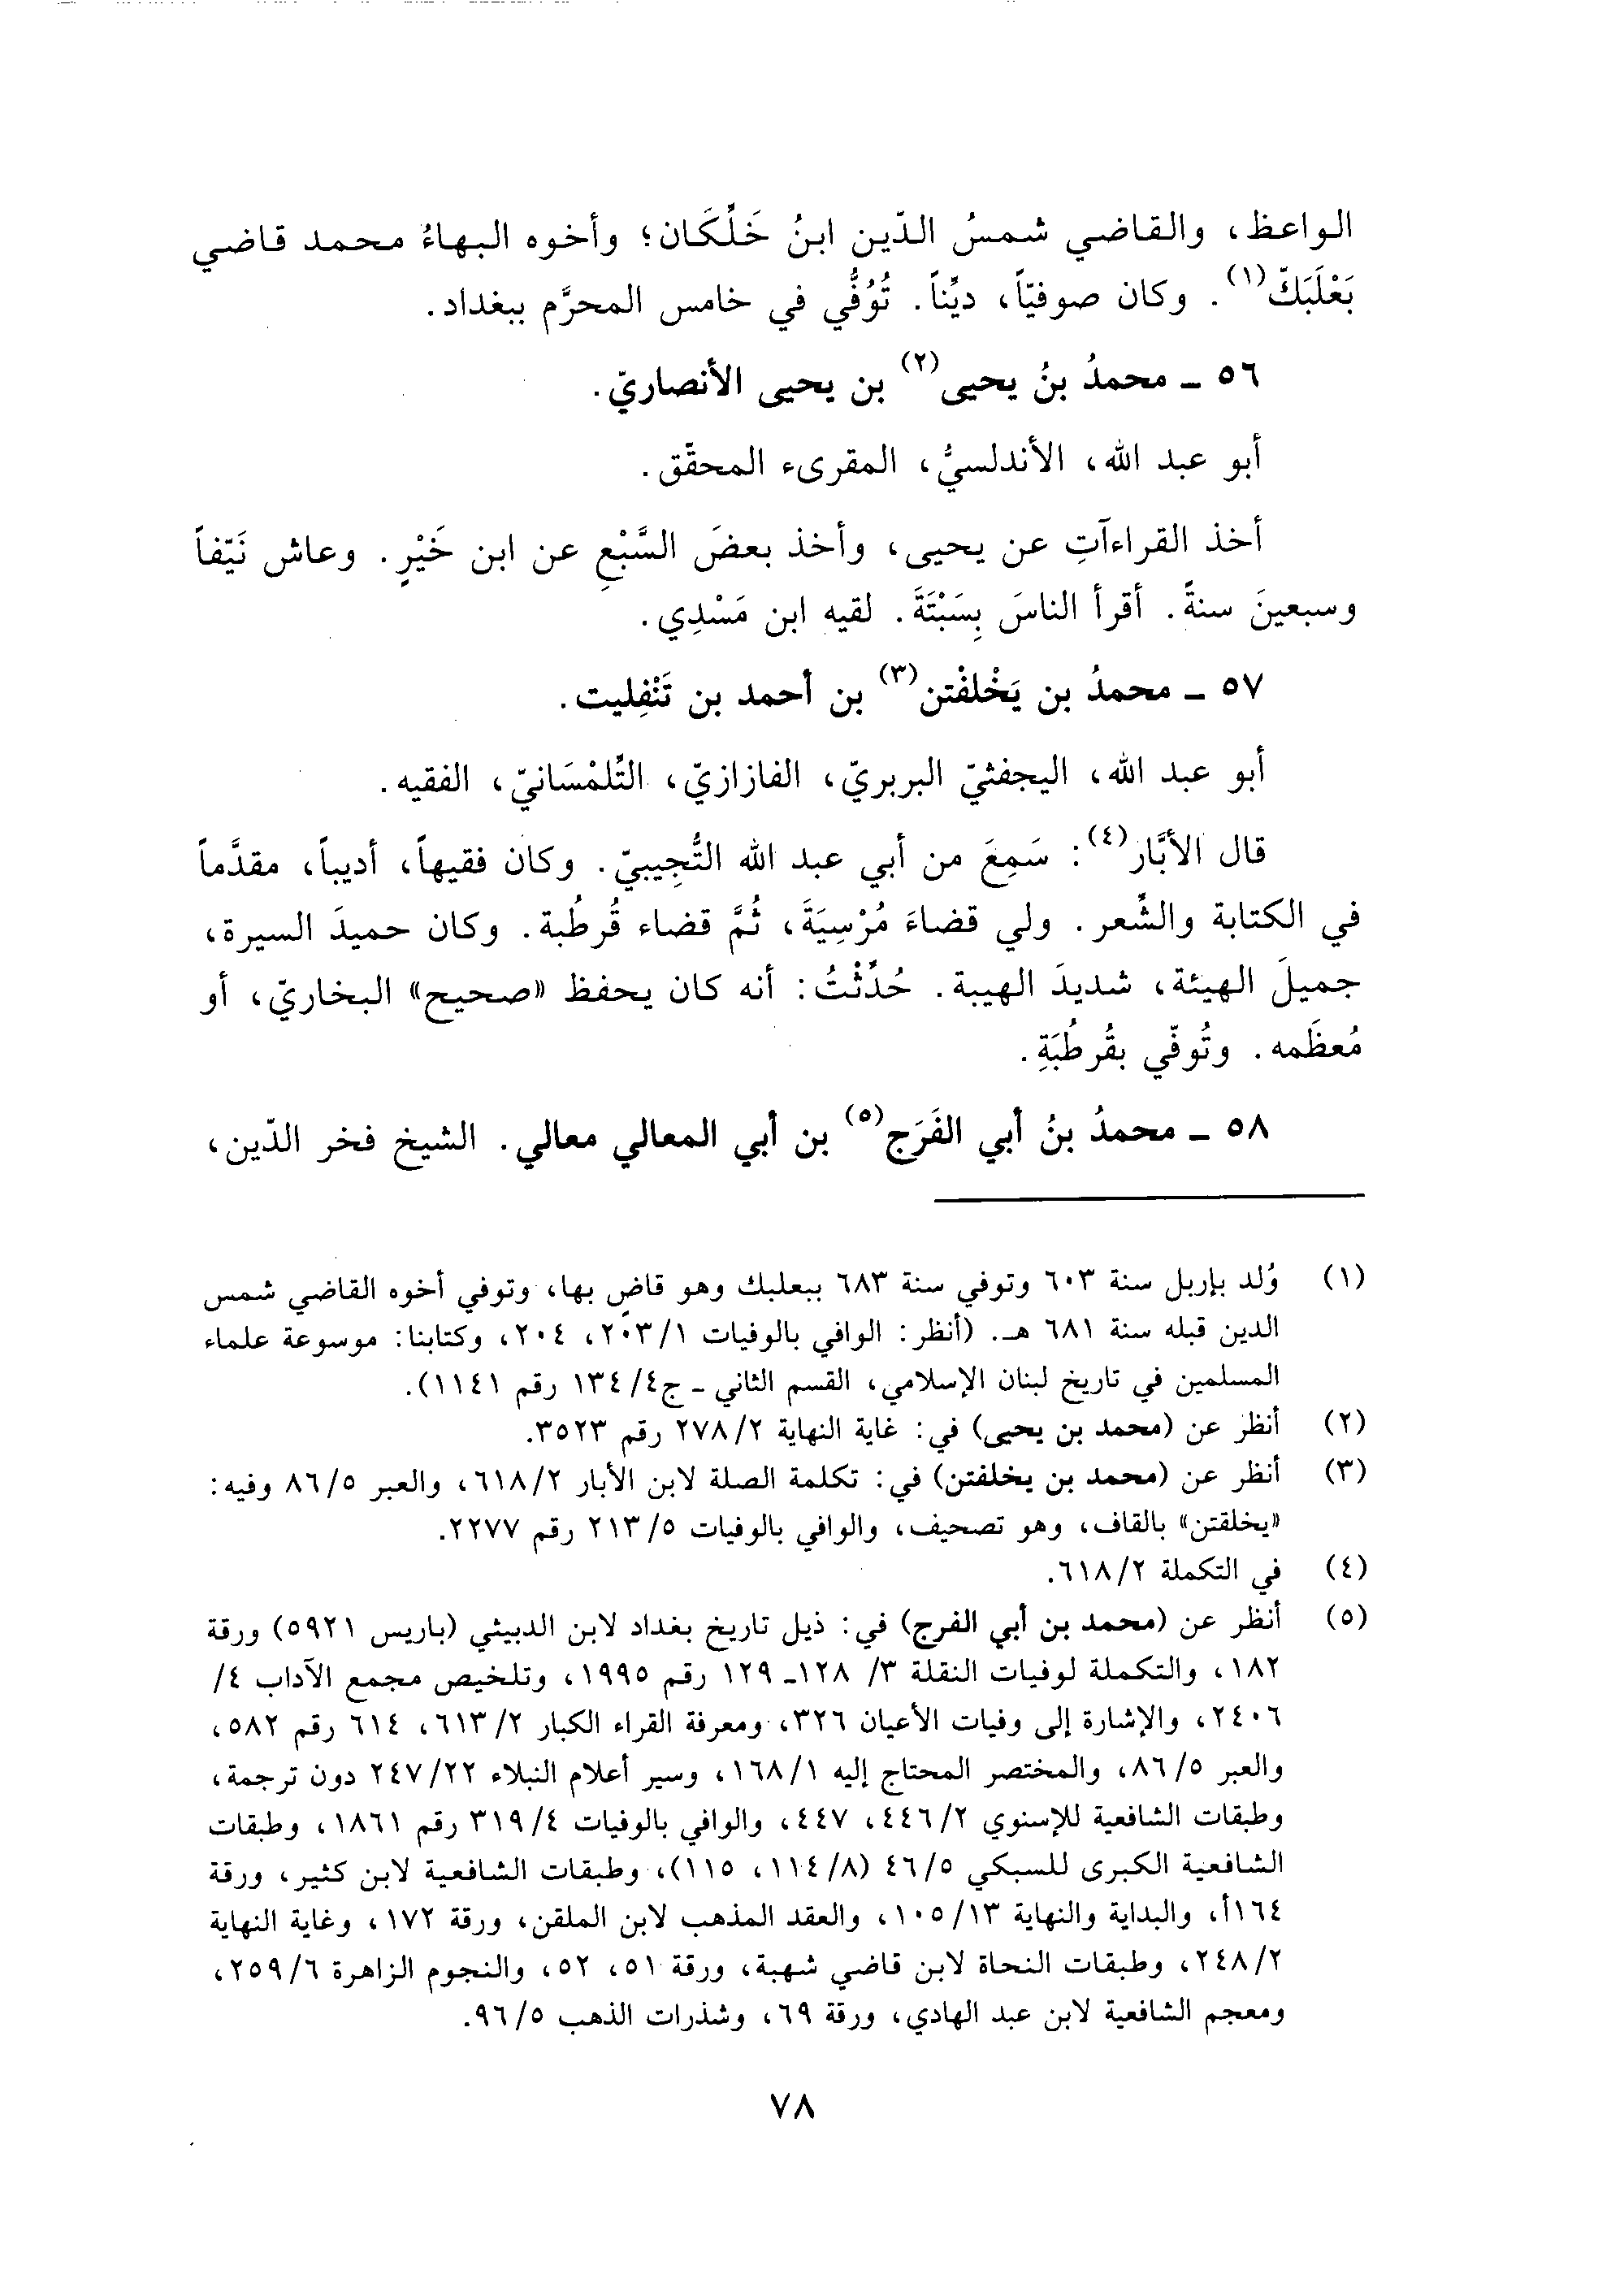 الواعظ، والقاضي شمسُ الدّين ابنُ خَلِّكَان؛ وأخوه البهاءُ محمد قاضي
بَعْلَبَكّ(١). وكان صوفيّاً، ديِّناً. تُوُفُّي في خامس المحرَّم ببغداد.
٥٦ ـ محمدُ بنُ يحيى(٢) بن يحيى الأنصاريّ.
أبو عبد الله، الأندلسيُّ، المقرىء المحقّق.
أخذ القراءآتِ عن يحيى، وأخذ بعضَ السَّبْعِ عن ابن خَيْرٍ. وعاش نَيّفاً
وسبعينَ سنةً. أقرأ الناسَ بِسَبْتَةَ. لقيه ابن مَسْدِي.
٥٧ ـ محمدُ بن يَخْلفْتن(٣) بن أحمد بن تَنْفِليت.
أبو عبد الله، اليجفثيّ البربريّ، الفازازيّ، التِّلمْسَانيّ، الفقيه.
قال الأبَّار(٤): سَمِعَ من أبي عبد الله التُّجِيبيّ. وكان فقيهاً، أديباً، مقدَّماً
في الكتابة والشِّعر. ولي قضاءَ مُرْسِيَةَ، ثُمَّ قضاء قُرطُبة. وكان حميدَ السيرة،
جميلَ الهيئة، شديدَ الهيبة. حُدِّثْتُ: أنه كان يحفظ «صحيح» البخاريّ، أو
مُعظَمه. وتُوفّي بقُرطُبَةِ.
٥٨ ـ محمدُ بنُ أبي الفَرَج(٥) بن أبي المعالي معالي. الشيخ فخر الدّين،
(١) وُلد بإربل سنة ٦٠٣ وتوفي سنة ٦٨٣ ببعلبك وهو قاضٍ بها، وتوفي أخوه القاضي شمس
الدين قبله سنة ٦٨١ هـ. (أنظر: الوافي بالوفيات ٢٠٣/١، ٢٠٤، وكتابنا: موسوعة علماء
المسلمين في تاريخ لبنان الإسلامي، القسم الثاني ـ ج٤/ ١٣٤ رقم ١١٤١).
(٢) أنظر عن (محمد بن يحيى) في: غاية النهاية ٢٧٨/٢ رقم ٣٥٢٣.
(٣) أنظر عن (محمد بن يخلفتن) في: تكلمة الصلة لابن الأبار ٦١٨/٢، والعبر ٨٦/٥ وفيه:
«يخلقتن» بالقاف، وهو تصحيف، والوافي بالوفيات ٢١٣/٥ رقم ٢٢٧٧.
(٤) في التكملة ٦١٨/٢.
(٥) أنظر عن (محمد بن أبي الفرج) في: ذيل تاريخ بغداد لابن الدبيثي (باريس ٥٩٢١) ورقة
١٨٢، والتكملة لوفيات النقلة ٣/ ١٢٨ـ ١٢٩ رقم ١٩٩٥، وتلخيص مجمع الآداب ٤/
٢٤٠٦، والإشارة إلى وفيات الأعيان ٣٢٦، ومعرفة القراء الكبار ٦١٣/٢، ٦١٤ رقم ٥٨٢،
والعبر ٨٦/٥، والمختصر المحتاج إليه ١٦٨/١، وسير أعلام النبلاء ٢٤٧/٢٢ دون ترجمة،
وطبقات الشافعية للإسنوي ٤٤٦/٢، ٤٤٧، والوافي بالوفيات ٣١٩/٤ رقم ١٨٦١، وطبقات
الشافعية الكبرى للسبكي ٤٦/٥ (١١٤/٨، ١١٥)، وطبقات الشافعية لابن كثير، ورقة
١٦٤أ، والبداية والنهاية ١٠٥/١٣، والعقد المذهب لابن الملقن، ورقة ١٧٢، وغاية النهاية
٢٤٨/٢، وطبقات النحاة لابن قاضي شهبة، ورقة ٥١، ٥٢، والنجوم الزاهرة ٢٥٩/٦،
ومعجم الشافعية لابن عبد الهادي، ورقة ٦٩، وشذرات الذهب ٩٦/٥.
٧٨